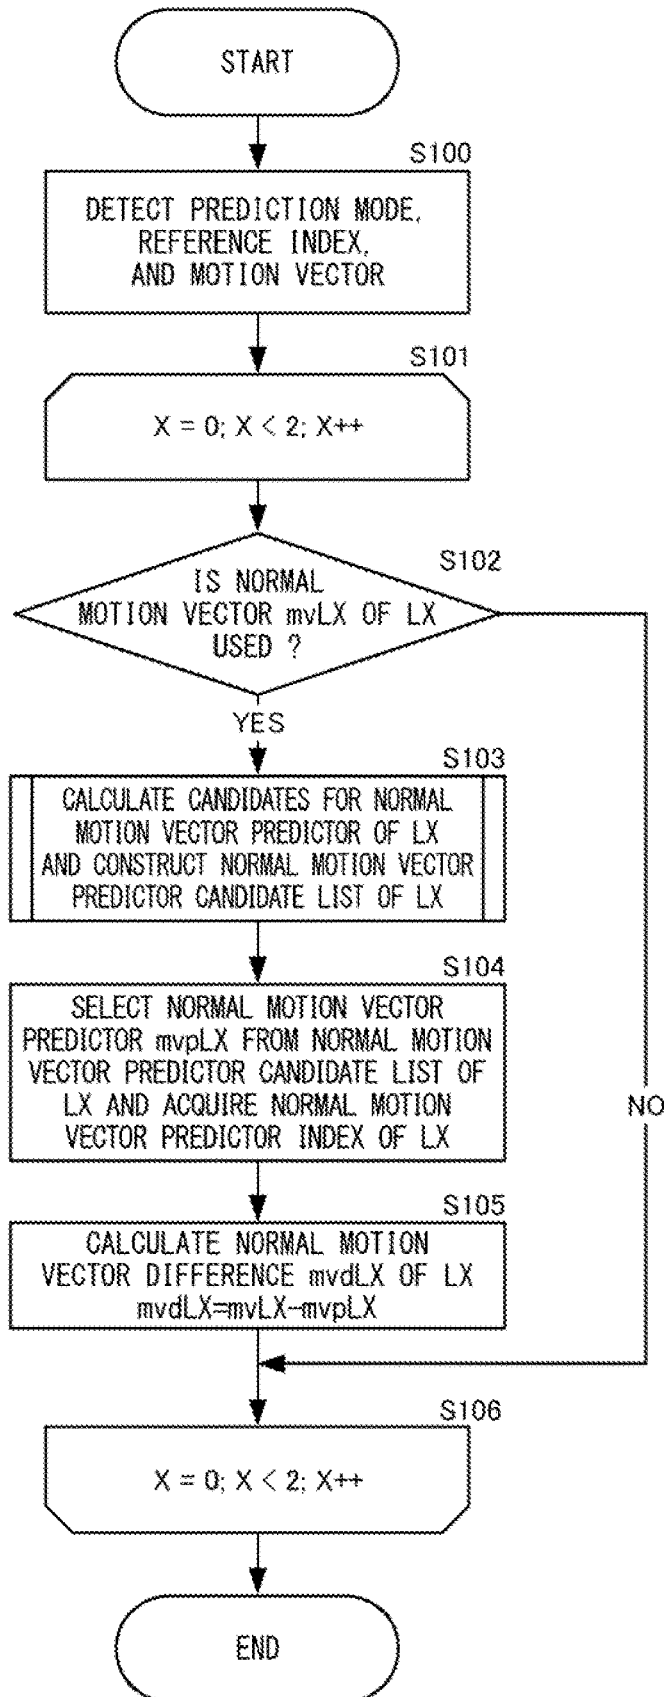 START
S100
DETECT PREDICTION MODE,
REFERENCE INDEX,
AND MOTION VECTOR
S101
X = 0; X < 2; X++
S102
IS NORMAL
MOTION VECTOR mvLX OF LX
USED ?
YES
S103
CALCULATE CANDIDATES FOR NORMAL
MOTION VECTOR PREDICTOR OF LX
AND CONSTRUCT NORMAL MOTION VECTOR
PREDICTOR CANDIDATE LIST OF LX
S104
SELECT NORMAL MOTION VECTOR
PREDICTOR mvpLX FROM NORMAL MOTION
VECTOR PREDICTOR CANDIDATE LIST OF
LX AND ACQUIRE NORMAL MOTION
VECTOR PREDICTOR INDEX OF LX
NO
S105
CALCULATE NORMAL MOTION
VECTOR DIFFERENCE mvdLX OF LX
mvdLX=mvLX-mvpLX
S106
X = 0; X < 2; X++
END